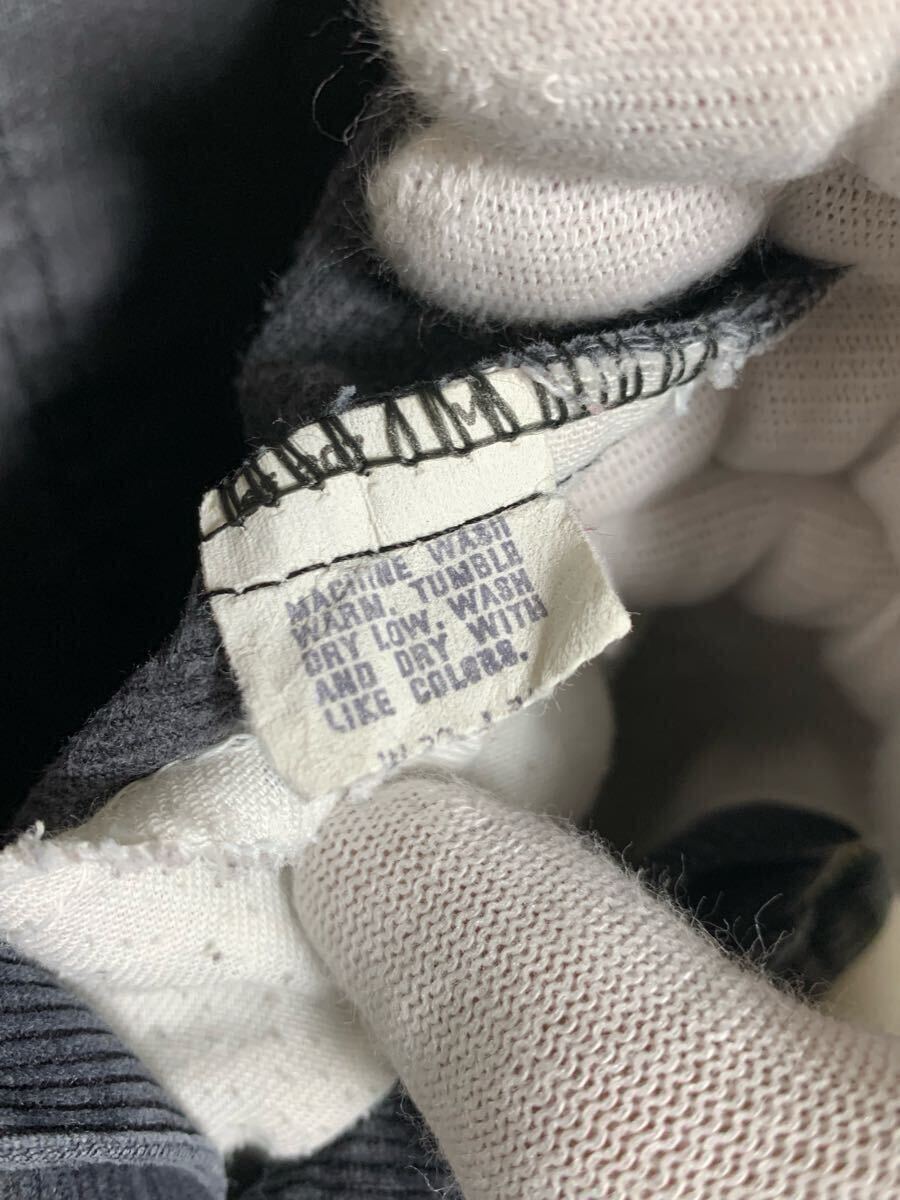 MACHINE WASH
WARM. TUMBLE
DRY LOW. WASH
AND DRY WITH
LIKE COLORS.